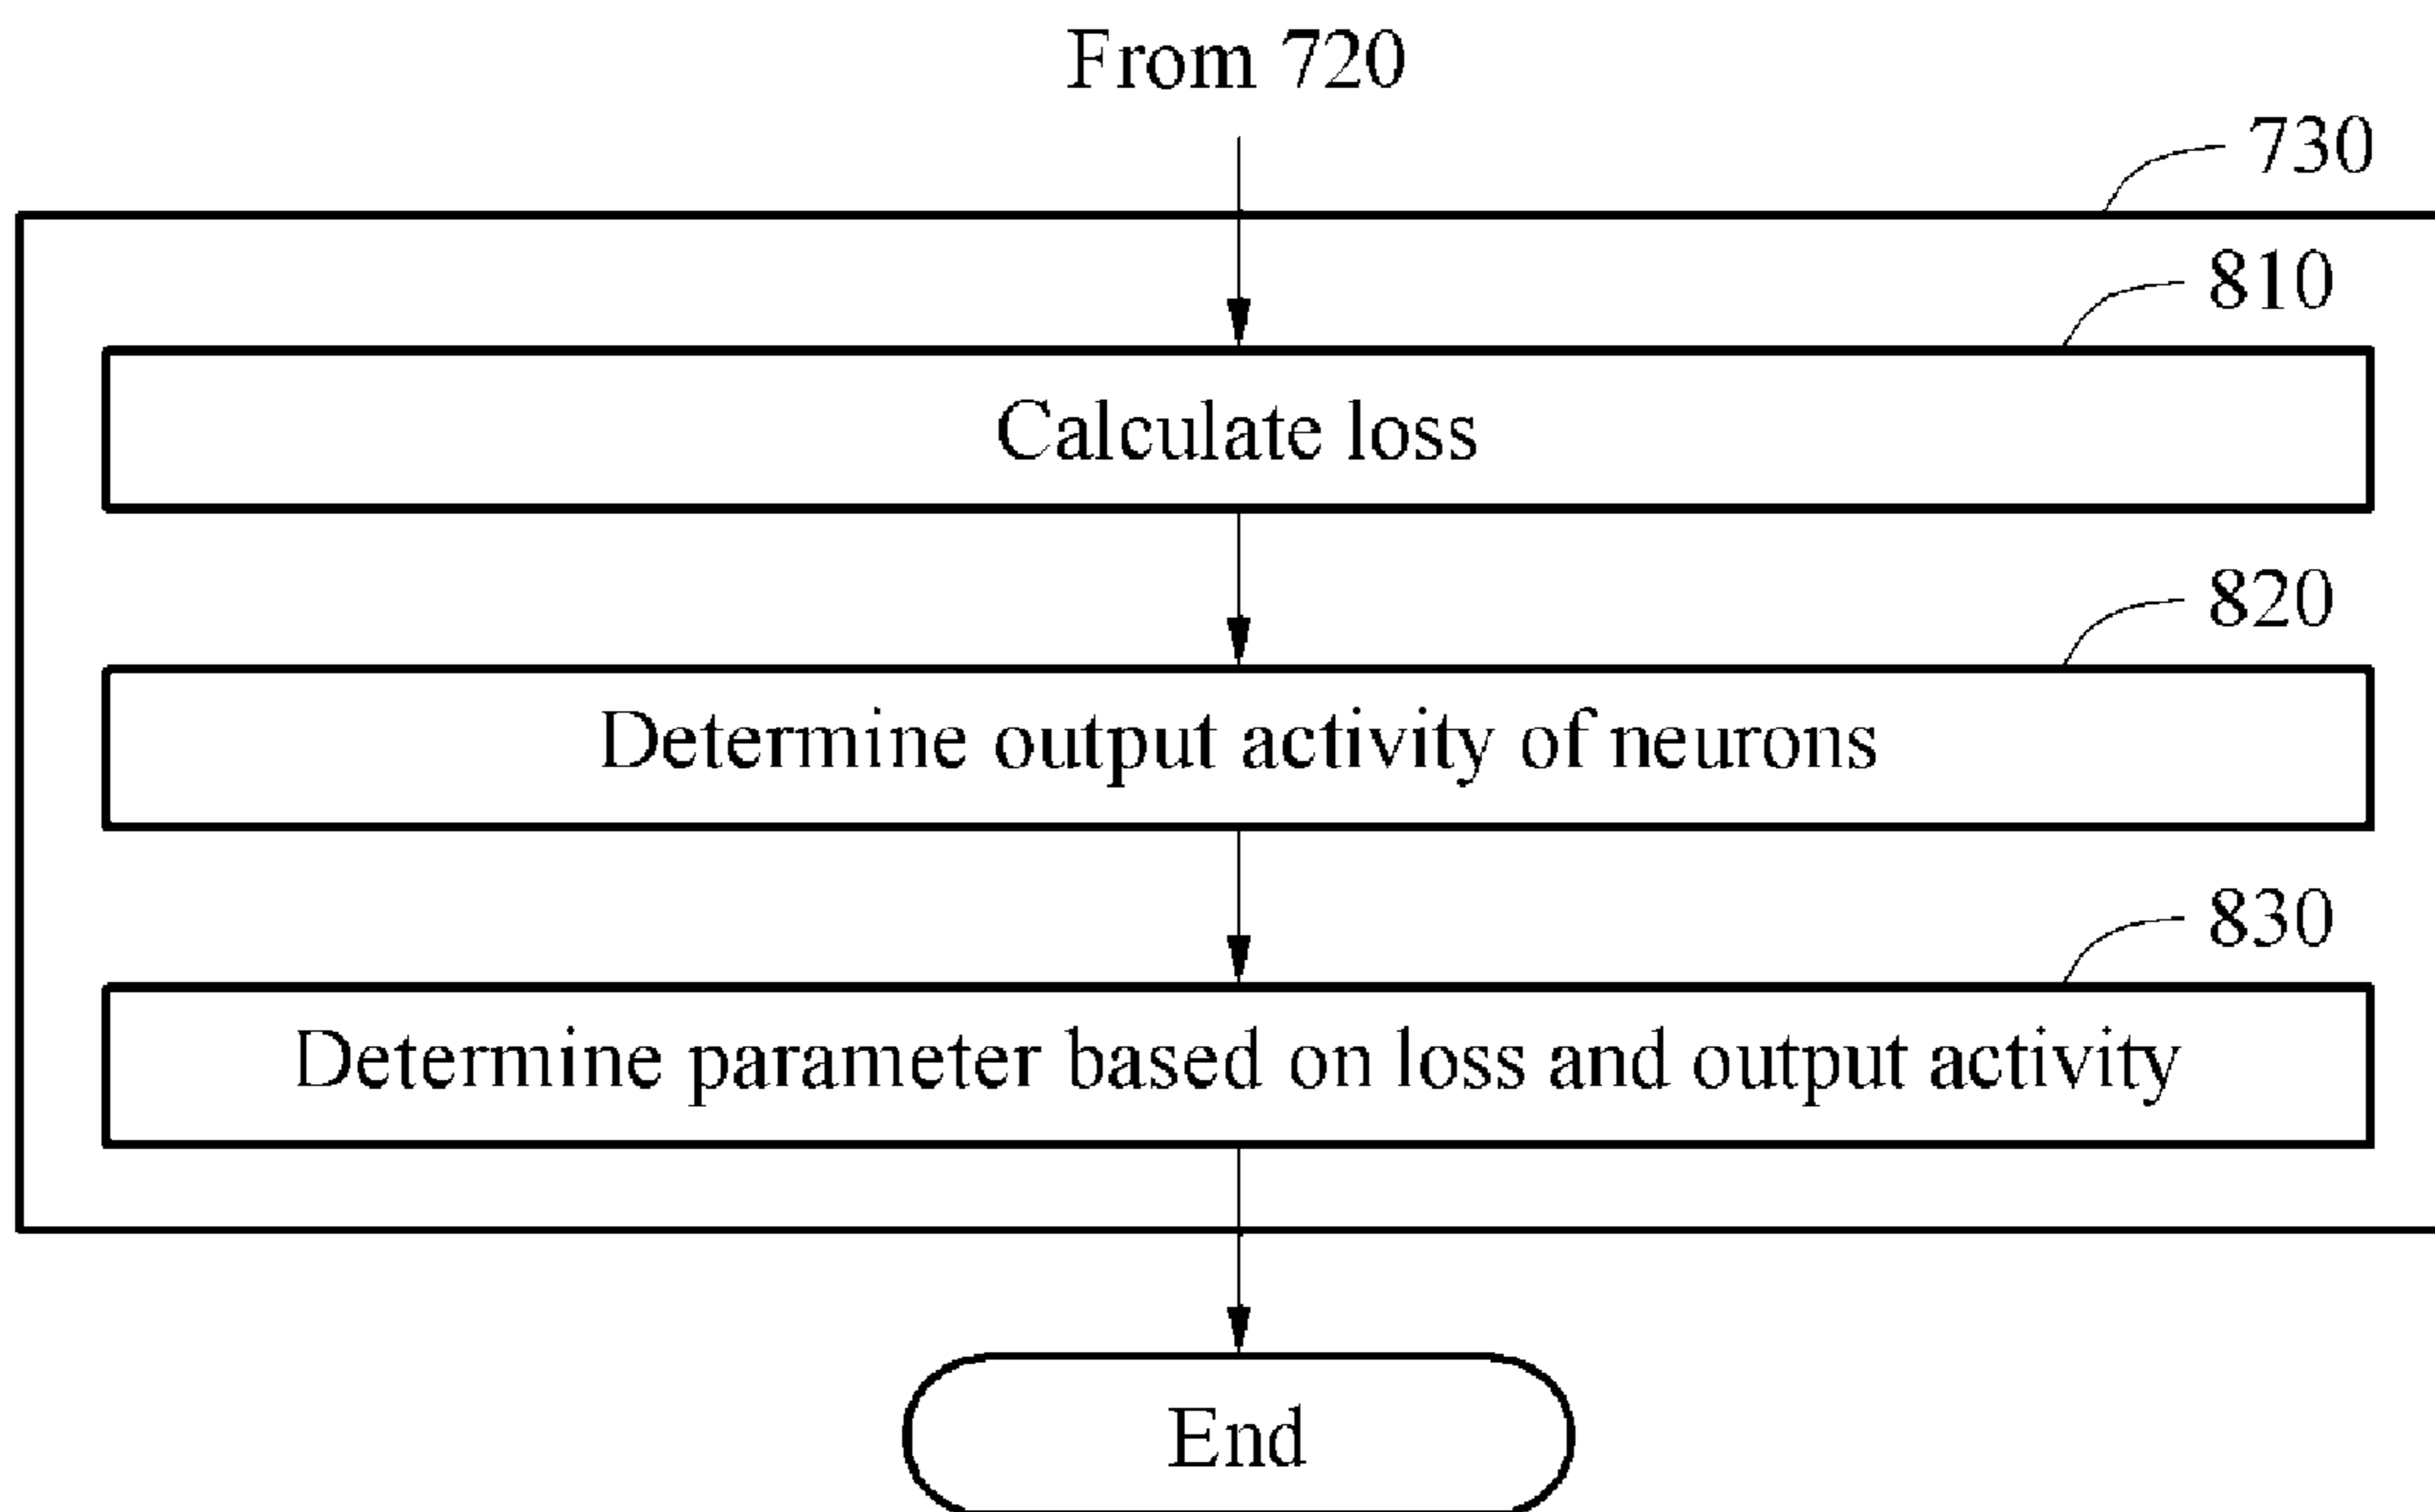 From 720
730
810
Calculate loss
820
Determine output activity of neurons
830
Determine parameter based on loss and output activity
End